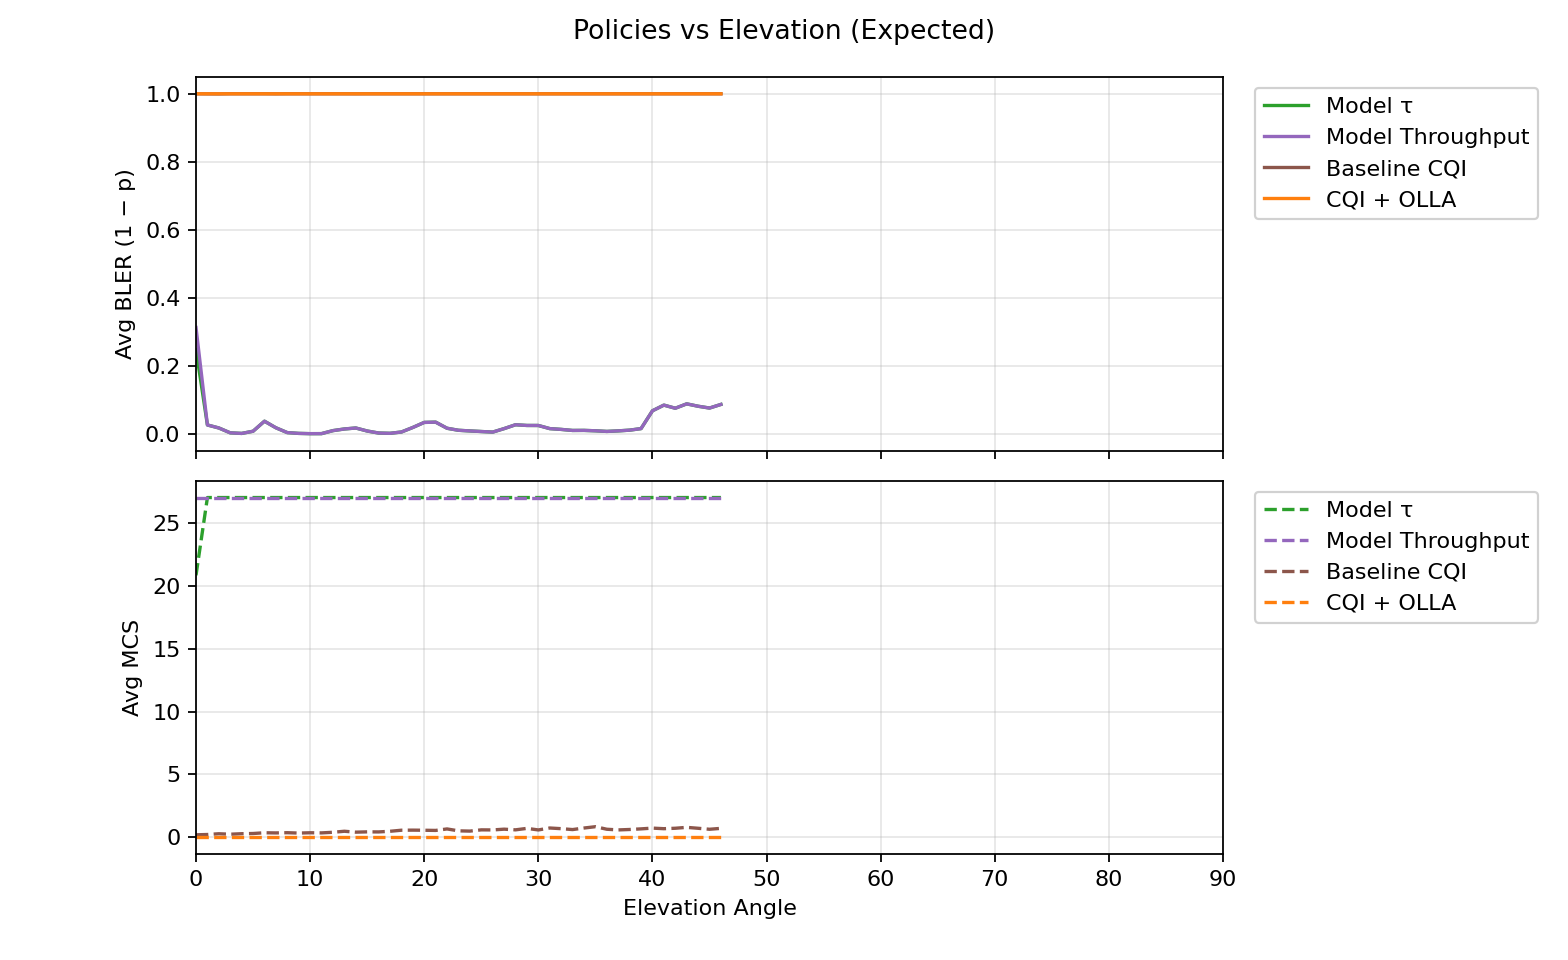 Policies vs Elevation (Expected)
1.0
0.8
0.6
0.4
0.2
0.0
Avg BLER (1 − p)
Model τ
Model Throughput
Baseline CQI
CQI + OLLA
25
20
15
10
5
0
Avg MCS
Model τ
Model Throughput
Baseline CQI
CQI + OLLA
0 10 20 30 40 50 60 70 80 90
Elevation Angle